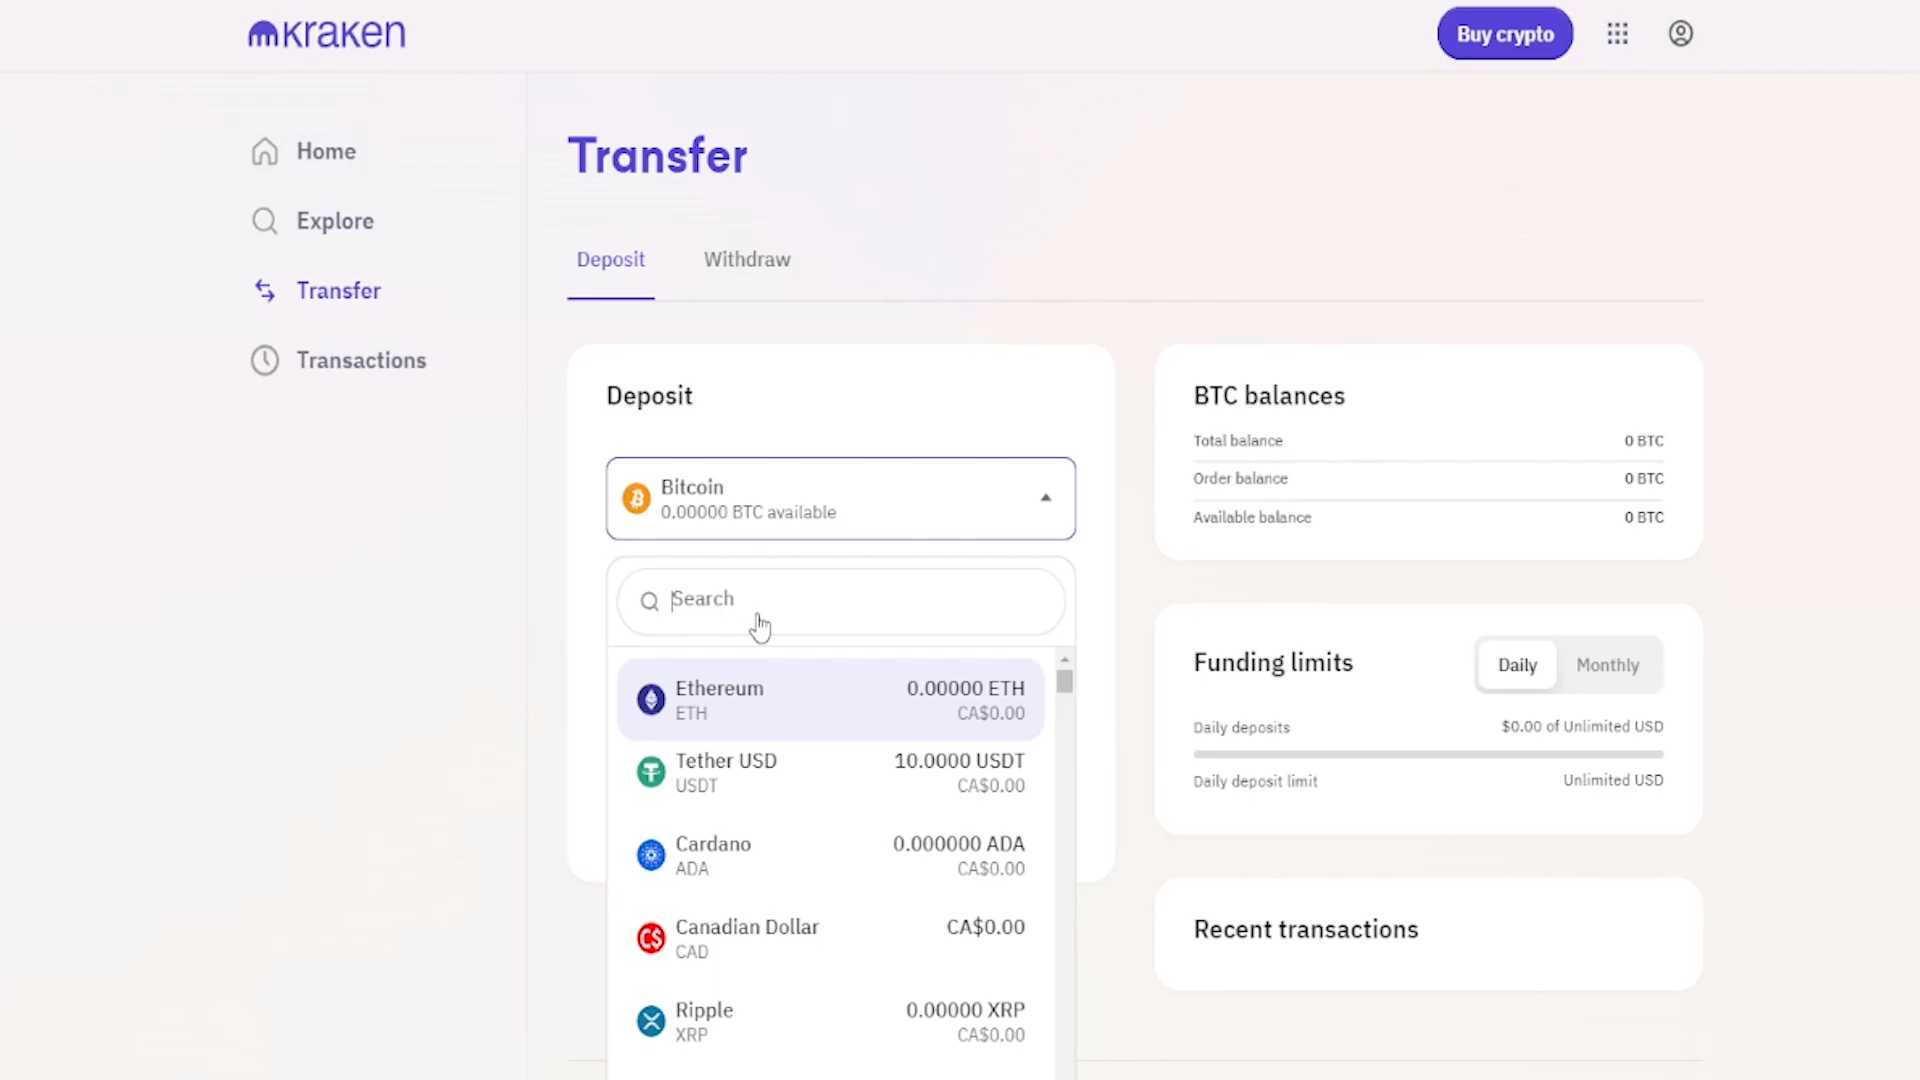 kraken
Buy crypto
Home
Explore
Transfer
Transactions
Transfer
Deposit
Withdraw
Deposit
Bitcoin
0.00000 BTC available
Search
Ethereum 0.00000 ETH
ETH CA$0.00
Tether USD 10.0000 USDT
USDT CA$0.00
Cardano 0.000000 ADA
ADA CA$0.00
C$ Canadian Dollar CA$0.00
CAD
Ripple 0.00000 XRP
XRP CA$0.00
BTC balances
Total balance 0 BTC
Order balance 0 BTC
Available balance 0 BTC
Funding limits
Daily Monthly
Daily deposits $0.00 of Unlimited USD
Daily deposit limit Unlimited USD
Recent transactions